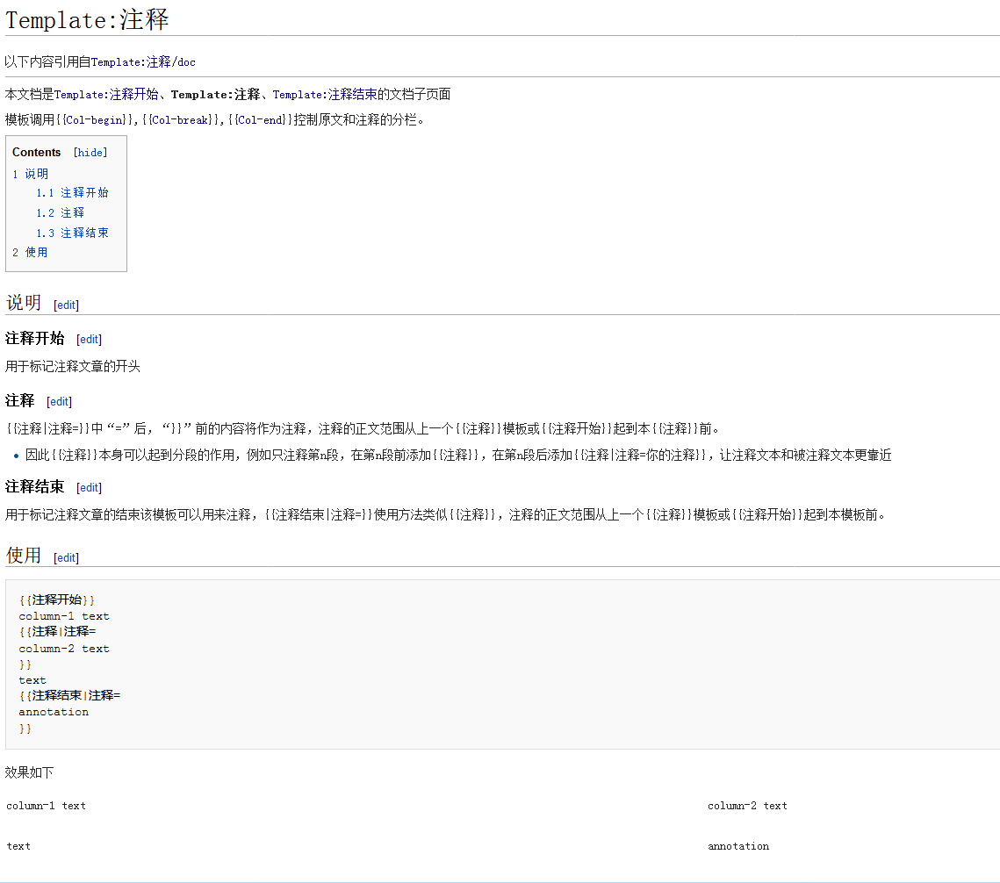 Template:注释
以下内容引用自Template:注释/doc
本文档是Template:注释开始、Template:注释、Template:注释结束的文档子页面
模板调用{{Col-begin}},{{Col-break}},{{Col-end}}控制原文和注释的分栏。
Contents [hide]
1 说明
1.1 注释开始
1.2 注释
1.3 注释结束
2 使用
说明 [edit]
注释开始 [edit]
用于标记注释文章的开头
注释 [edit]
{{注释|注释=}}中“=”后，“}}”前的内容将作为注释，注释的正文范围从上一个{{注释}}模板或{{注释开始}}起到本{{注释}}前。
• 因此{{注释}}本身可以起到分段的作用，例如只注释第n段，在第n段前添加{{注释}}，在第n段后添加{{注释|注释=你的注释}}，让注释文本和被注释文本更靠近
注释结束 [edit]
用于标记注释文章的结束该模板可以用来注释，{{注释结束|注释=}}使用方法类似{{注释}}，注释的正文范围从上一个{{注释}}模板或{{注释开始}}起到本模板前。
使用 [edit]
{{注释开始}}
column-1 text
{{注释|注释=
column-2 text
}}
text
{{注释结束|注释=
annotation
}}
效果如下
column-1 text column-2 text
text annotation